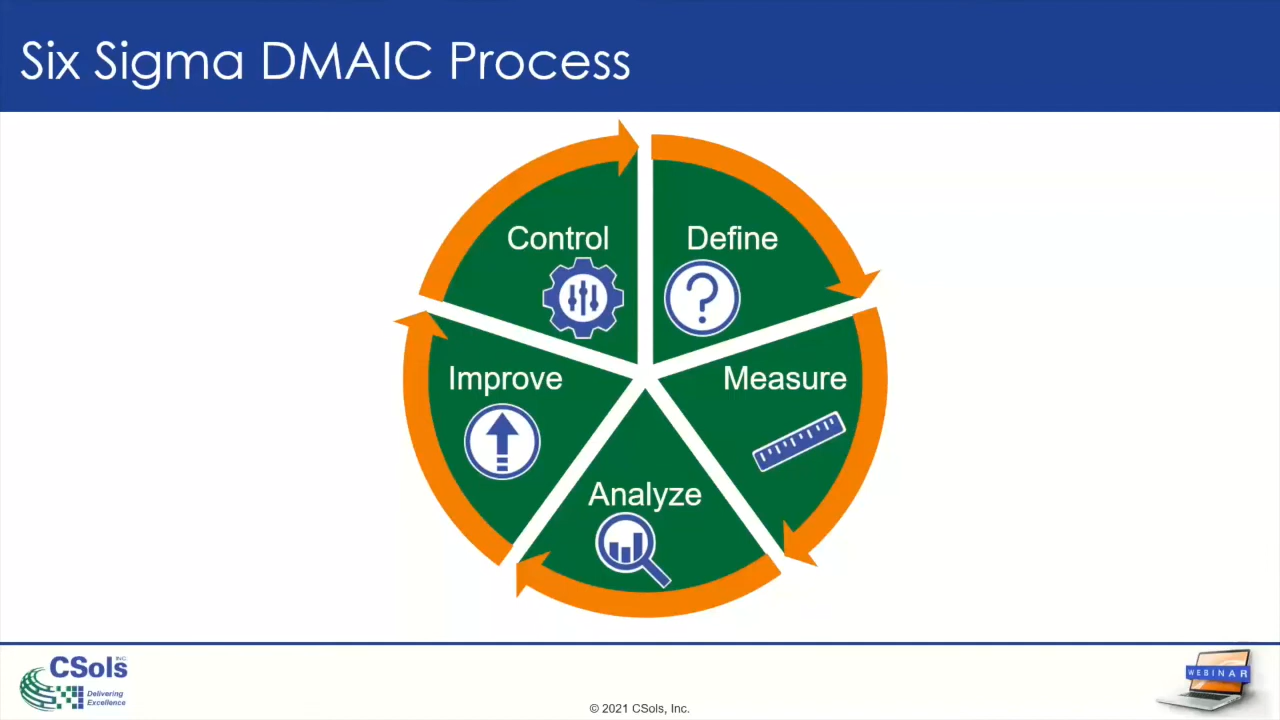 Six Sigma DMAIC Process
Control
Define
Improve
Measure
Analyze
CSols INC.
Delivering
Excellence
© 2021 CSols, Inc.
WEBINAR